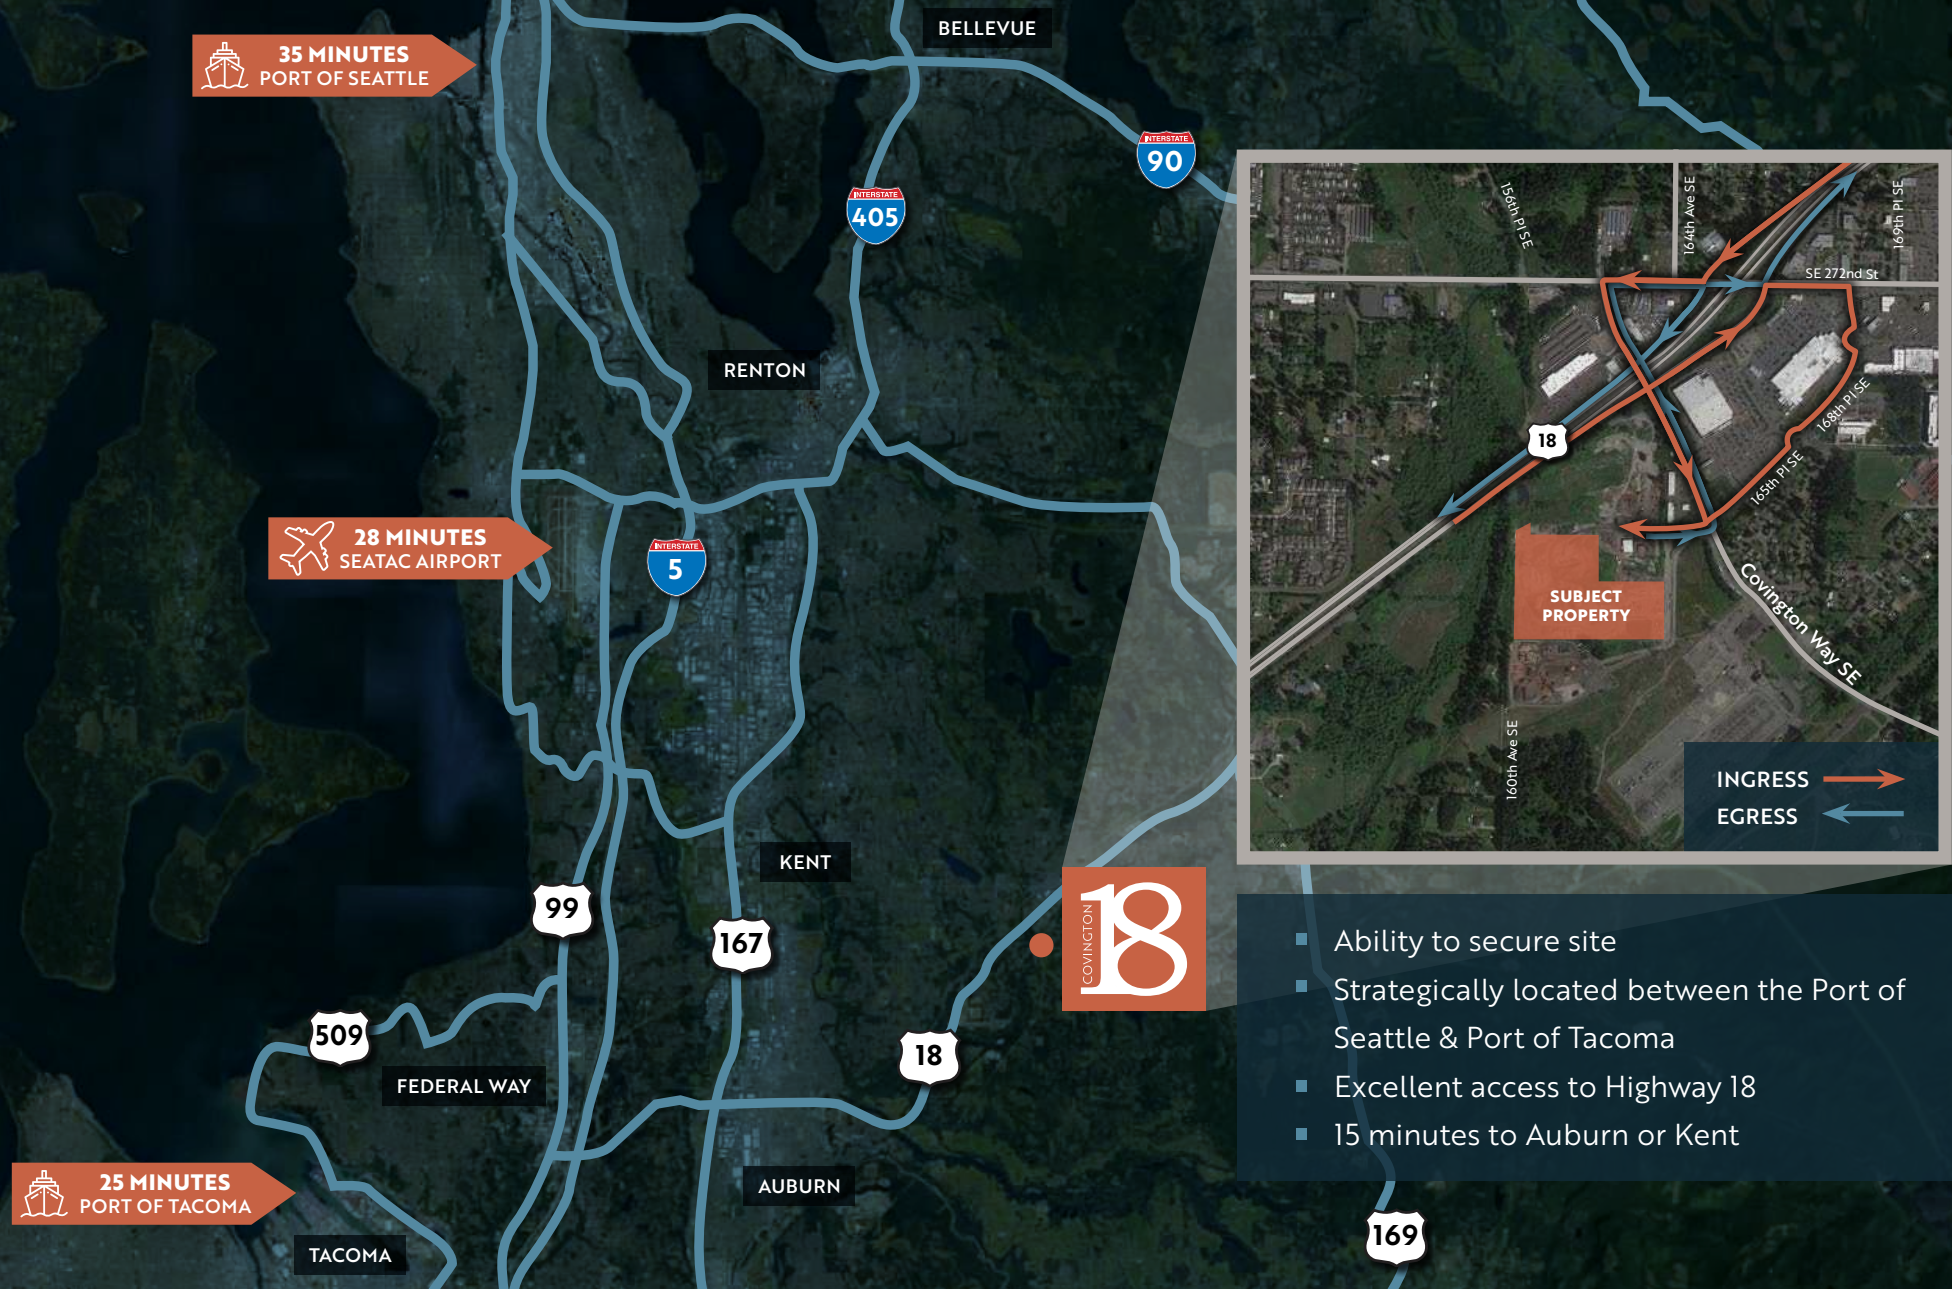 BELLEVUE
35 MINUTES
PORT OF SEATTLE
INTERSTATE
90
INTERSTATE
405
RENTON
28 MINUTES
SEATAC AIRPORT
INTERSTATE
5
KENT
99
167
509
FEDERAL WAY
18
25 MINUTES
PORT OF TACOMA
TACOMA
AUBURN
169
COVINGTON
18
156th Pl SE
164th Ave SE
169th Pl SE
SE 272nd St
18
168th Pl SE
165th Pl SE
SUBJECT
PROPERTY
Covington Way SE
160th Ave SE
INGRESS
EGRESS
Ability to secure site
Strategically located between the Port of
Seattle & Port of Tacoma
Excellent access to Highway 18
15 minutes to Auburn or Kent